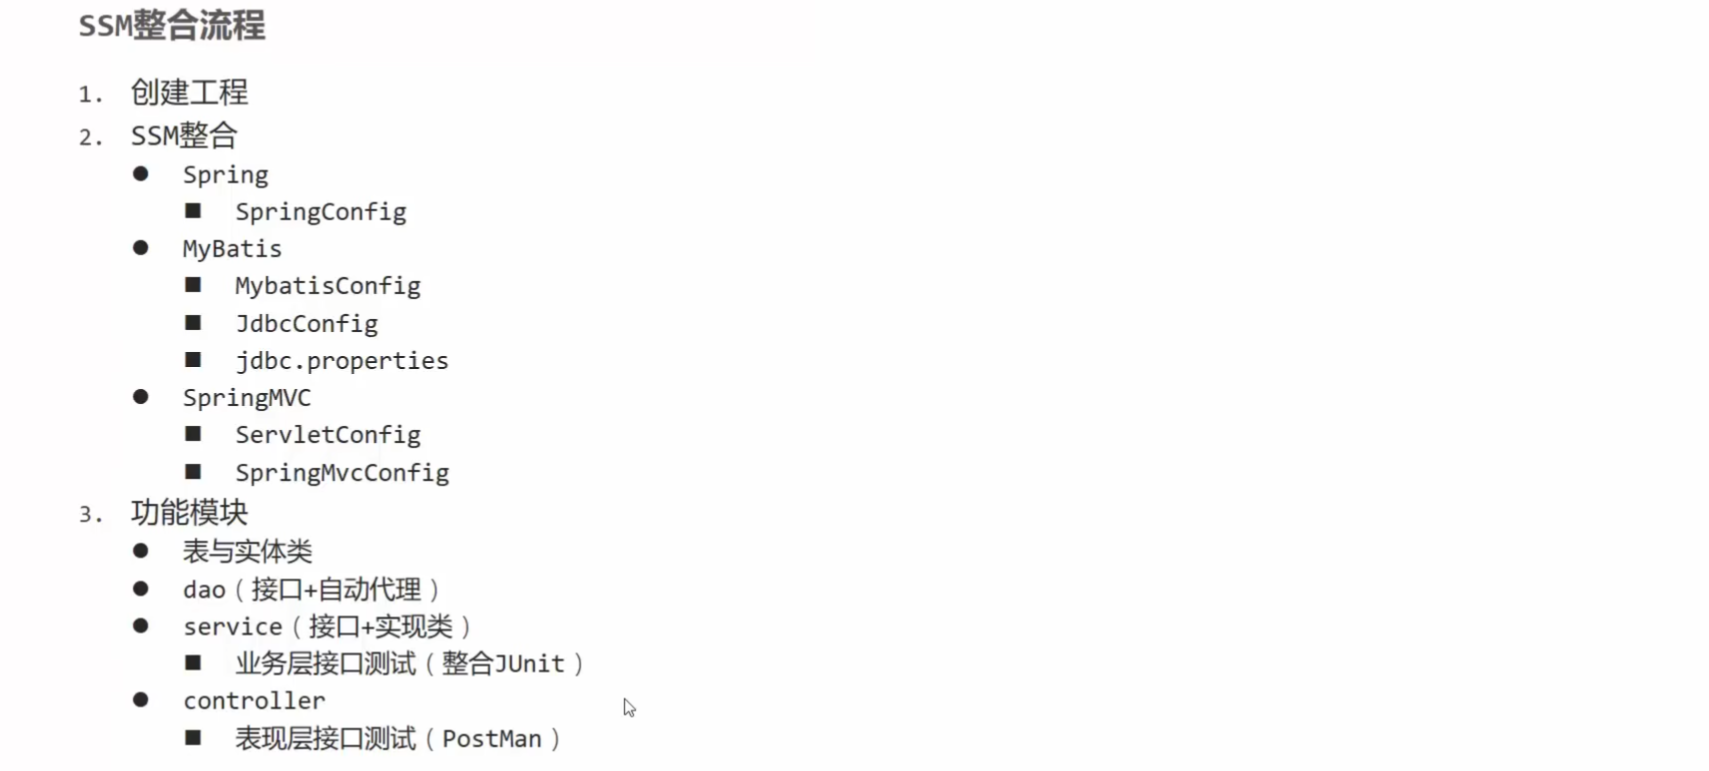 SSM整合流程
1. 创建工程
2. SSM整合
● Spring
■ SpringConfig
● MyBatis
■ MybatisConfig
■ JdbcConfig
■ jdbc.properties
● SpringMVC
■ ServletConfig
■ SpringMvcConfig
3. 功能模块
● 表与实体类
● dao（接口+自动代理）
● service（接口+实现类）
■ 业务层接口测试（整合JUnit）
● controller
■ 表现层接口测试（PostMan）